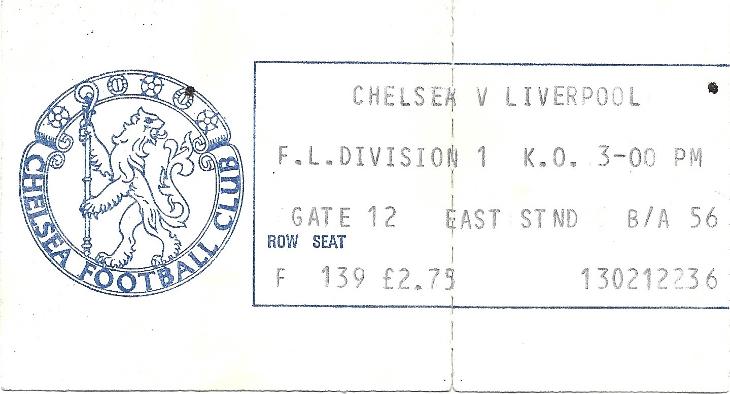 CHELSEA FOOTBALL CLUB
CHELSEA V LIVERPOOL
F.L.DIVISION 1 K.O. 3-00 PM
GATE 12 EAST STND B/A 56
ROW SEAT
F 139 £2.75 130212236